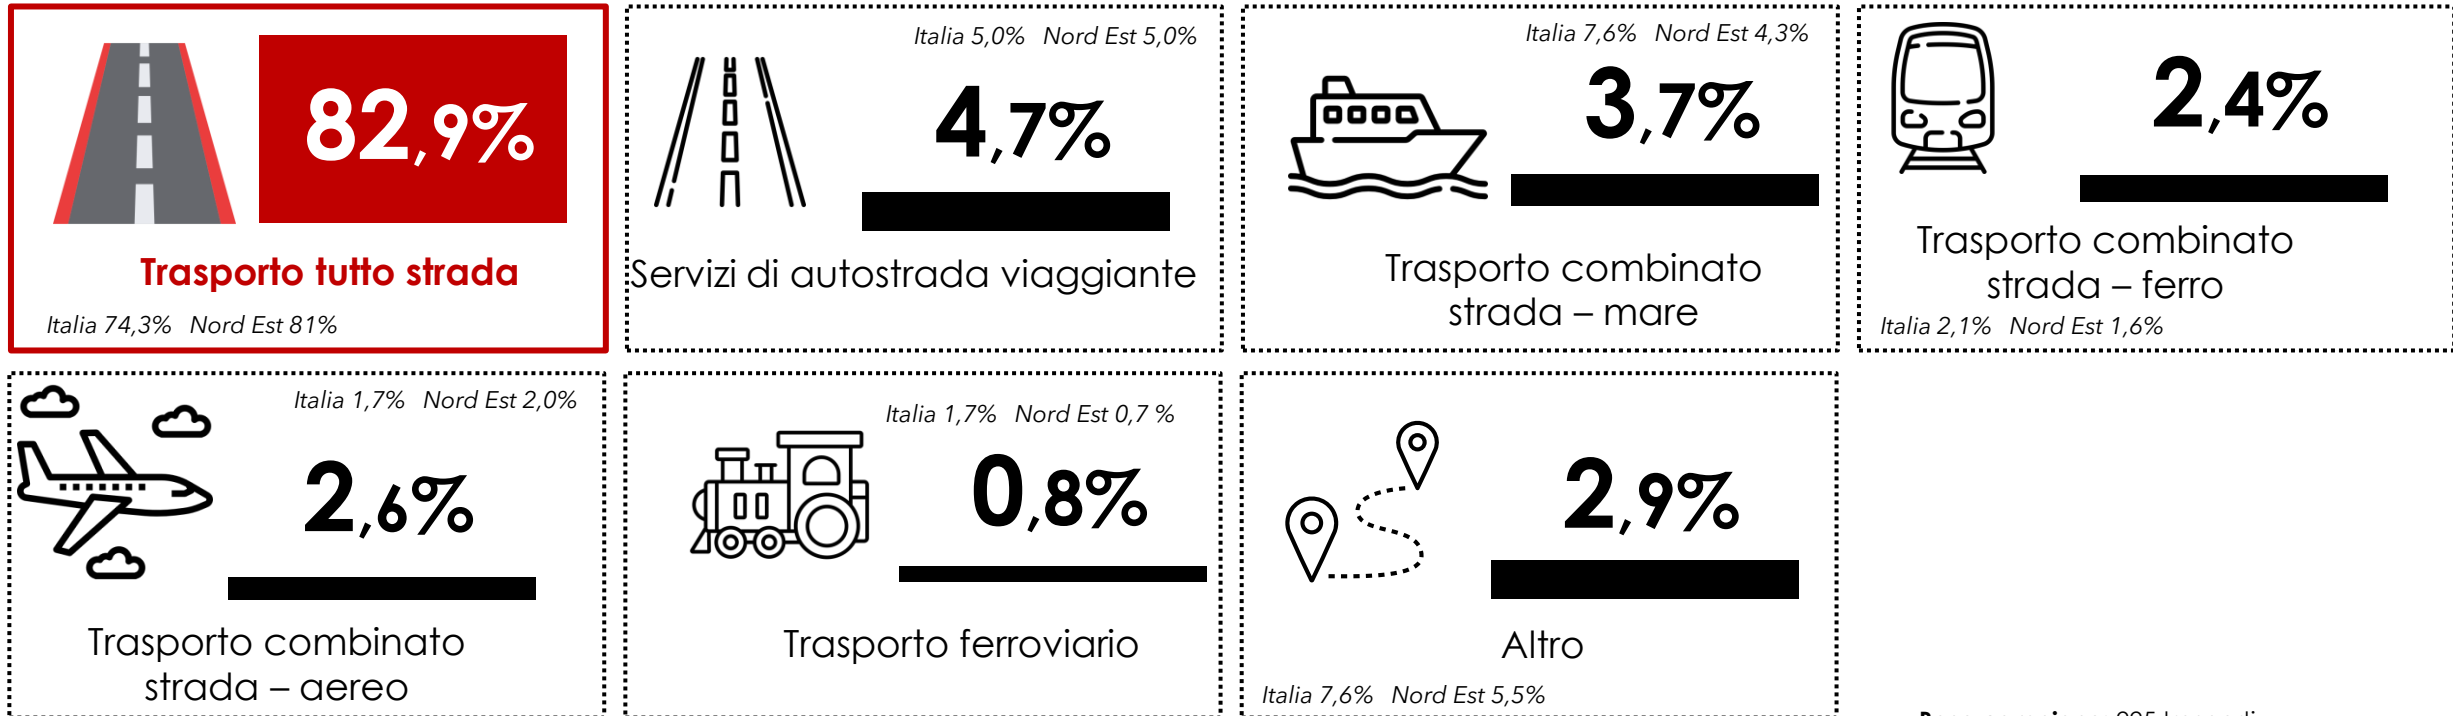 82,9%
Trasporto tutto strada
Italia 74,3% Nord Est 81%
Italia 5,0% Nord Est 5,0%
4,7%
Servizi di autostrada viaggiante
Italia 7,6% Nord Est 4,3%
3,7%
Trasporto combinato
strada – mare
2,4%
Trasporto combinato
strada – ferro
Italia 2,1% Nord Est 1,6%
Italia 1,7% Nord Est 2,0%
2,6%
Trasporto combinato
strada – aereo
Italia 1,7% Nord Est 0,7 %
0,8%
Trasporto ferroviario
2,9%
Altro
Italia 7,6% Nord Est 5,5%